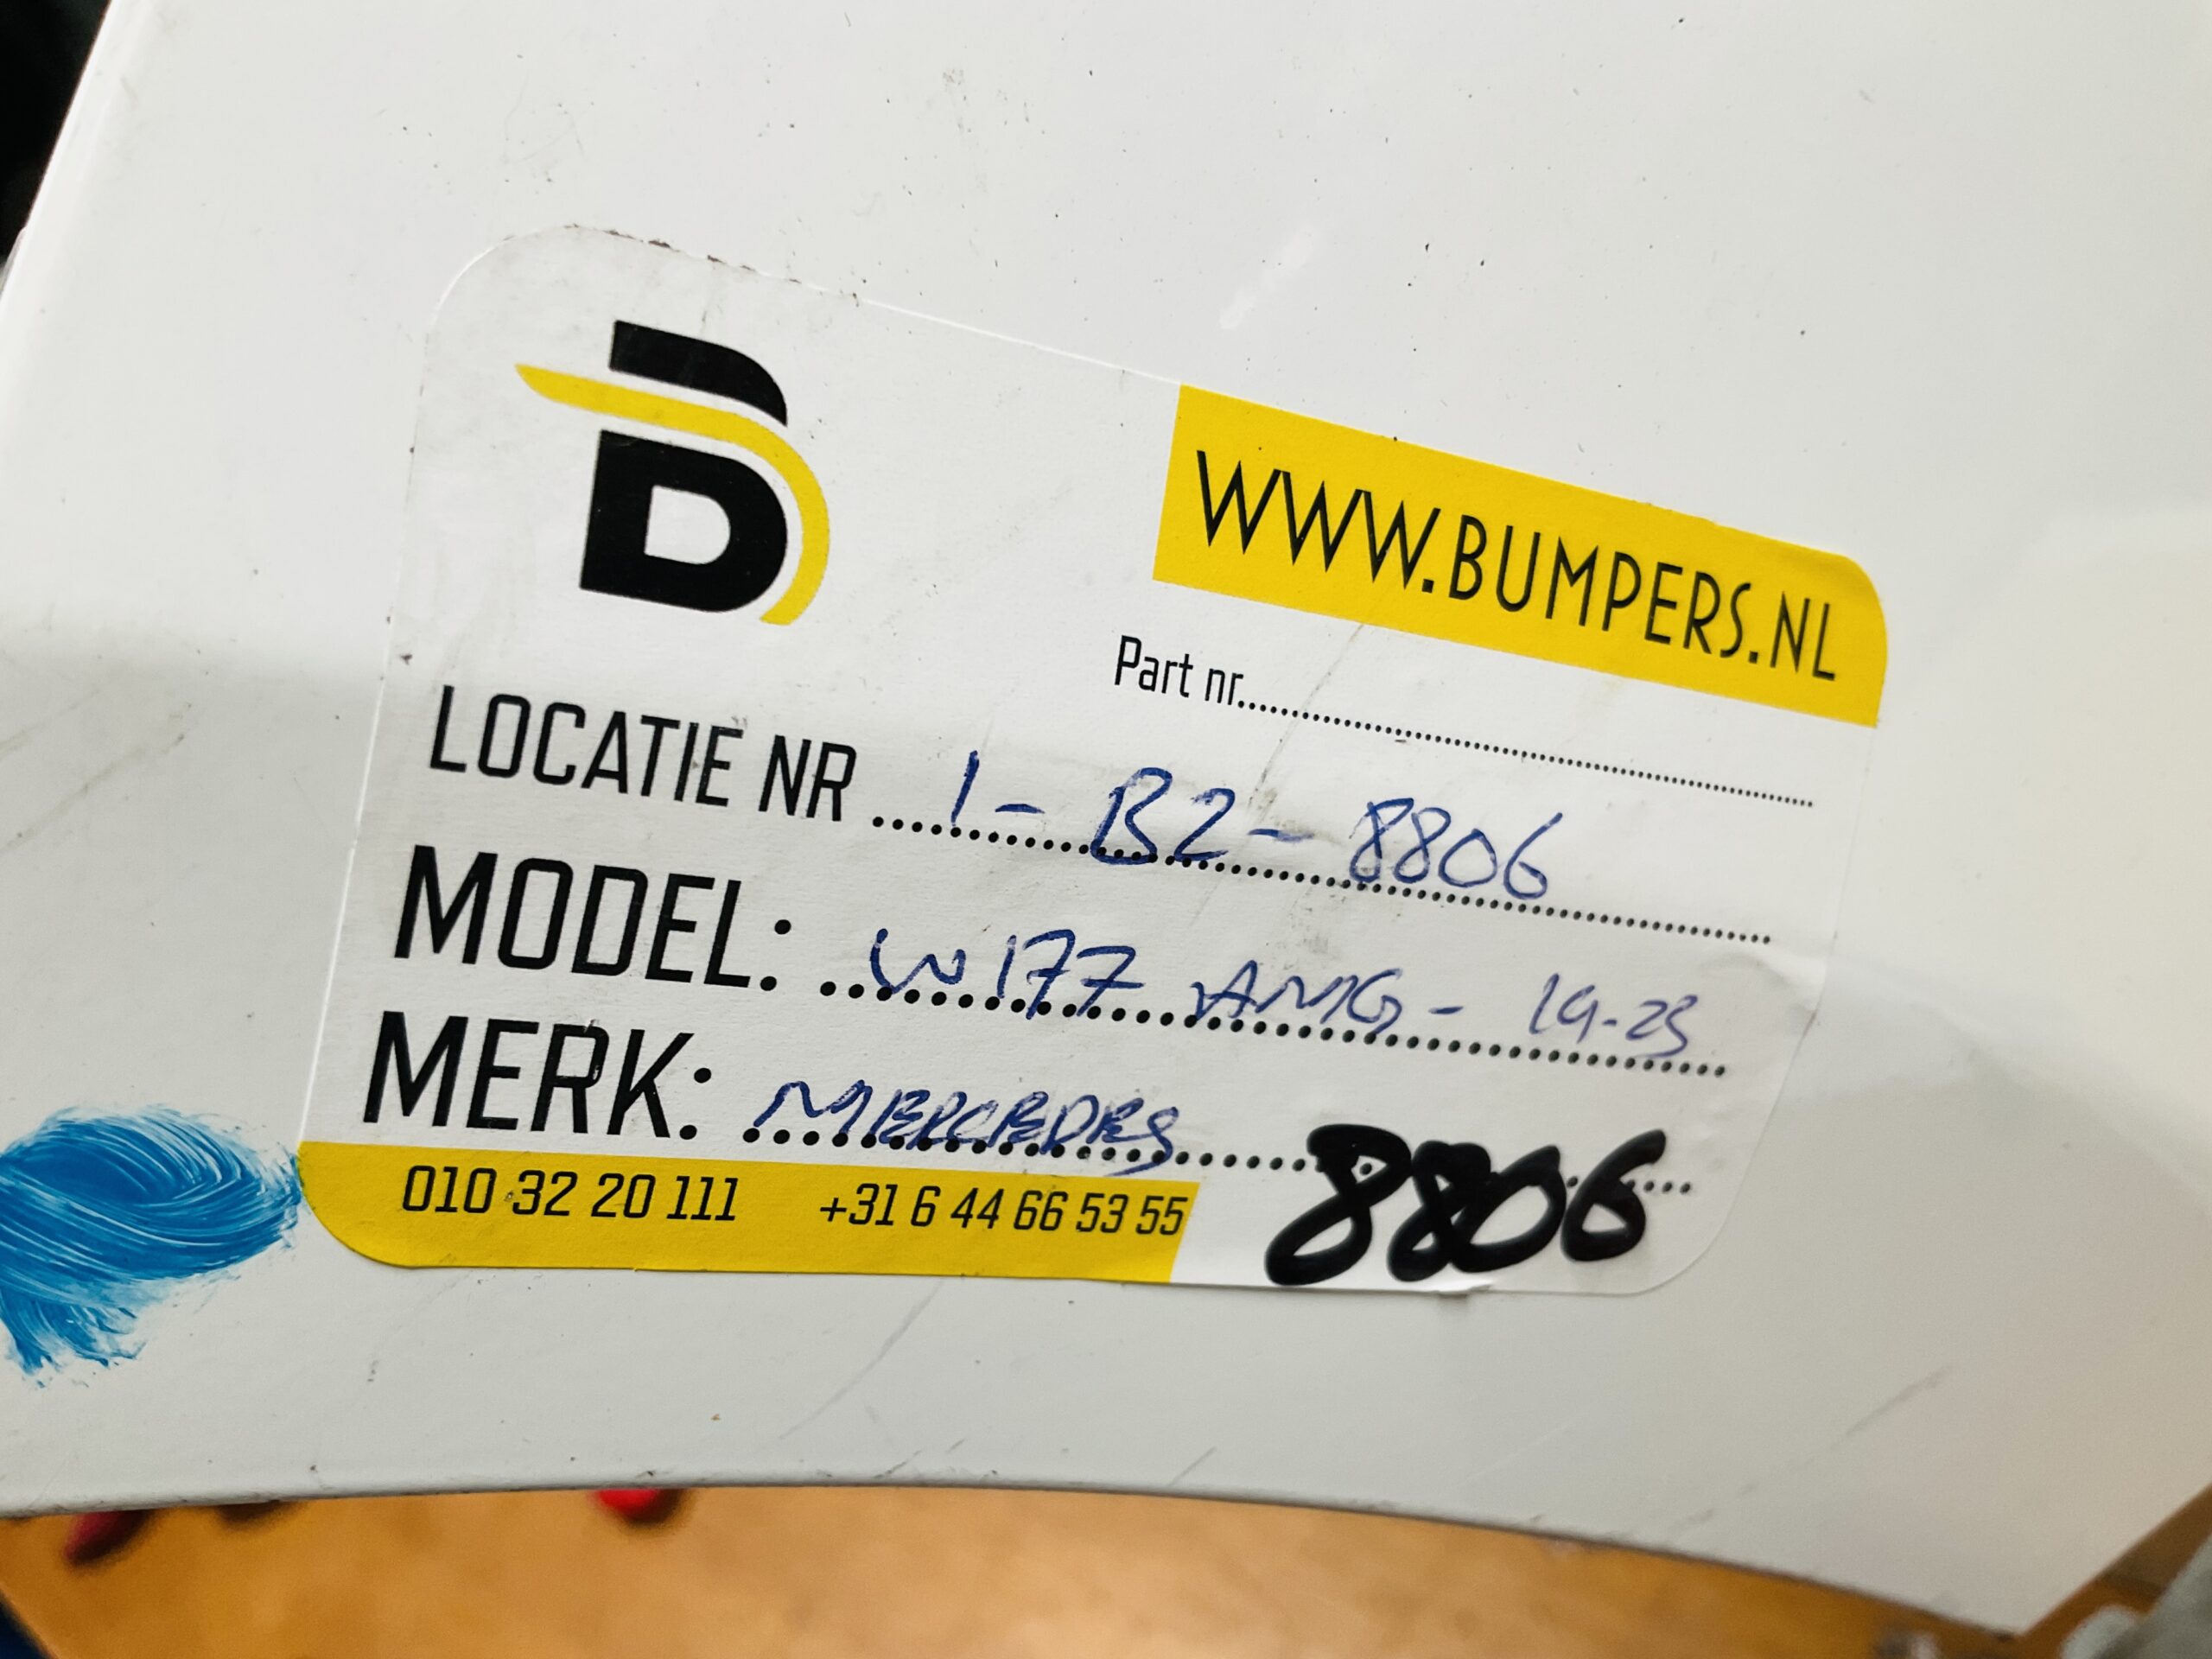 B
WWW.BUMPERS.NL
Part nr..............................
LOCATIE NR ...1 - B2 - 8806
MODEL: ...W177 AMG - 19-23
MERK: ...MERCEDES
8806
010 32 20 111 +31 6 44 66 53 55